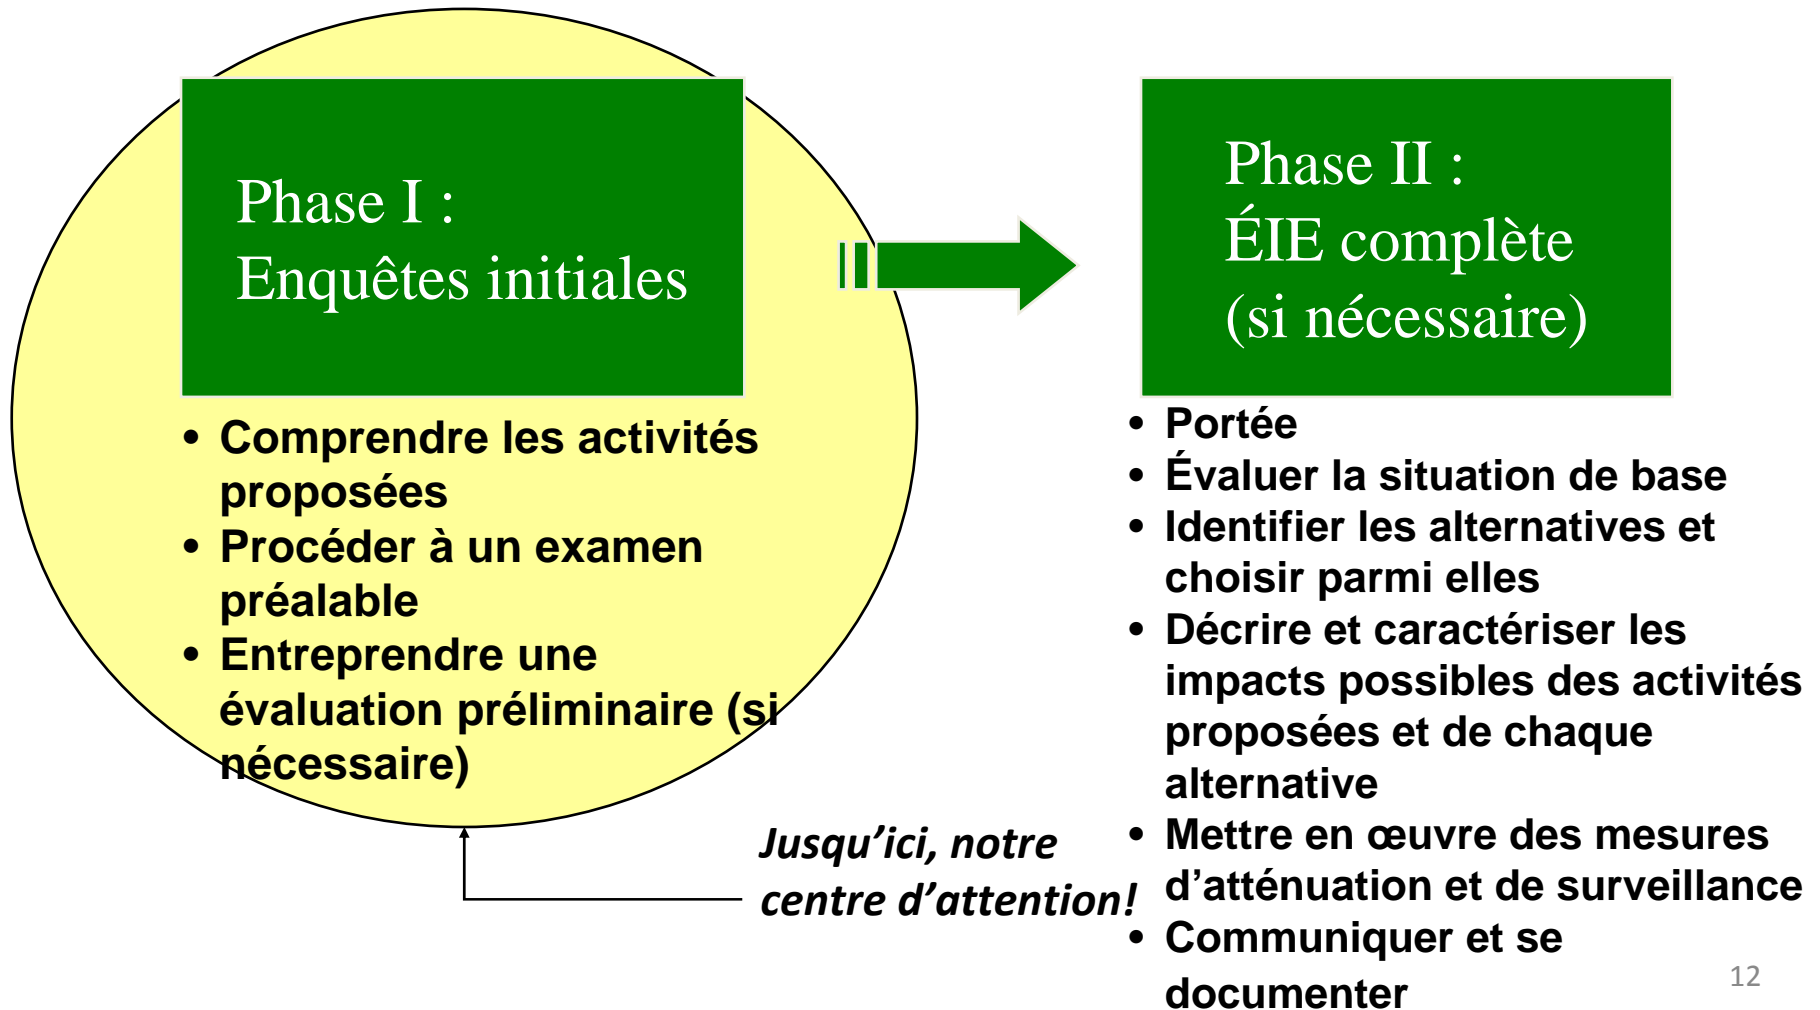 Phase I :
Enquêtes initiales
• Comprendre les activités
proposées
• Procéder à un examen
préalable
• Entreprendre une
évaluation préliminaire (si
nécessaire)
Jusqu’ici, notre
centre d’attention!
Phase II :
ÉIE complète
(si nécessaire)
• Portée
• Évaluer la situation de base
• Identifier les alternatives et
choisir parmi elles
• Décrire et caractériser les
impacts possibles des activités
proposées et de chaque
alternative
• Mettre en œuvre des mesures
d’atténuation et de surveillance
• Communiquer et se
documenter
12